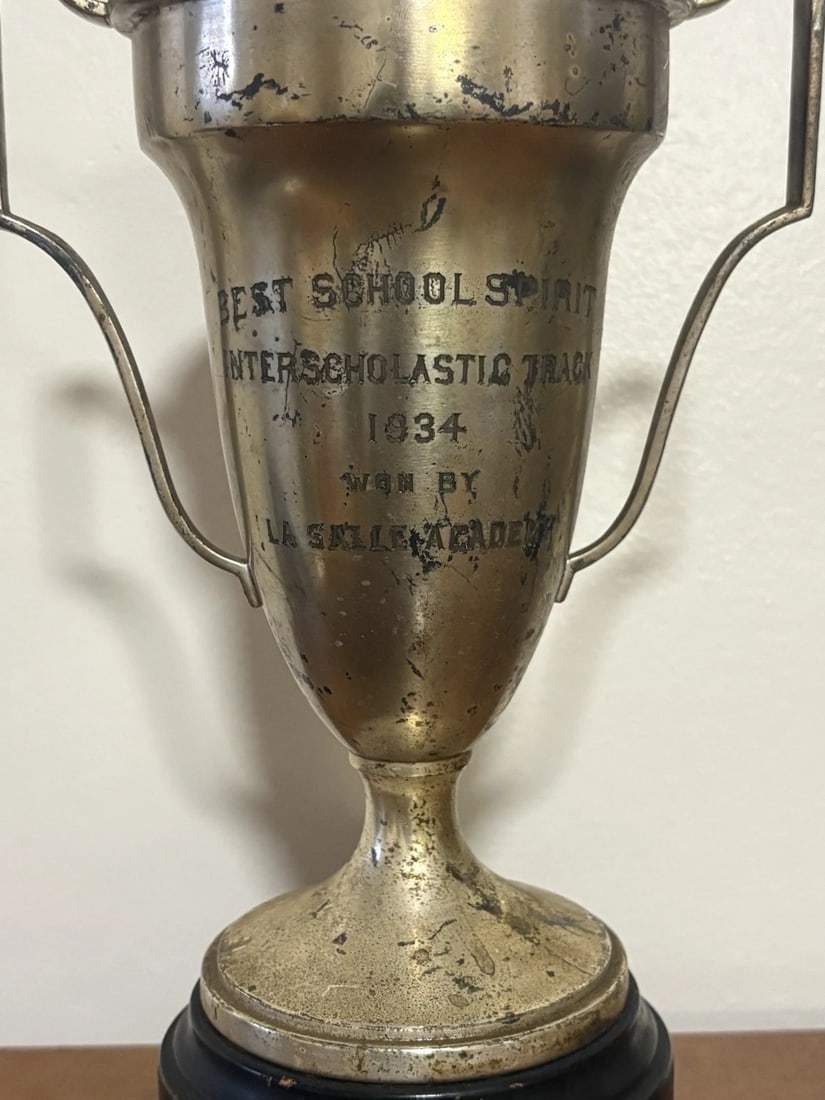 BEST SCHOOL SPIRIT
INTERSCHOLASTIC TRACK
1934
WON BY
LA SALLE ACADEMY